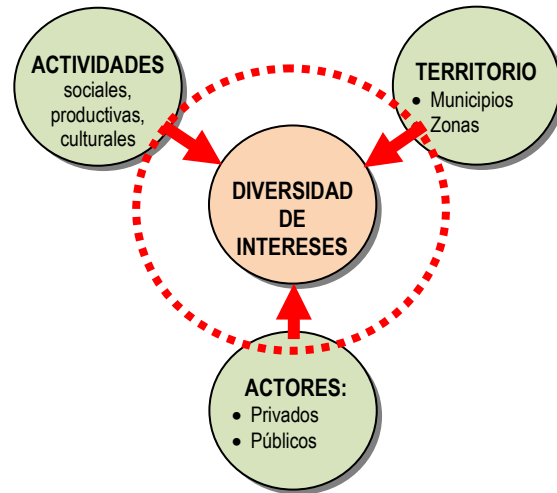 ACTIVIDADES
sociales,
productivas,
culturales
TERRITORIO
• Municipios
Zonas
DIVERSIDAD
DE
INTERESES
ACTORES:
• Privados
• Públicos